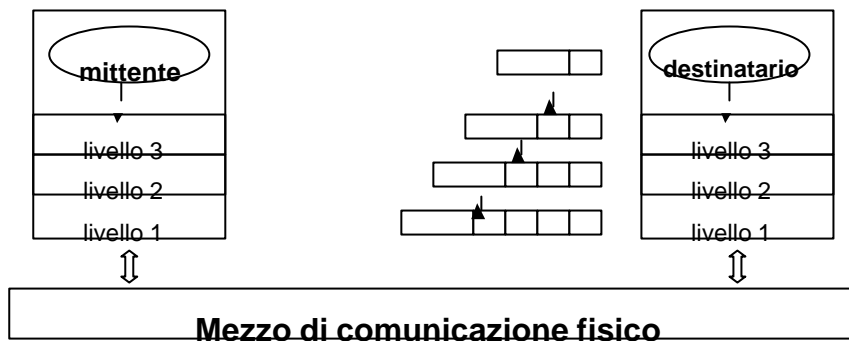 mittente
destinatario
livello 3
livello 3
livello 2
livello 2
livello 1
livello 1
Mezzo di comunicazione fisico